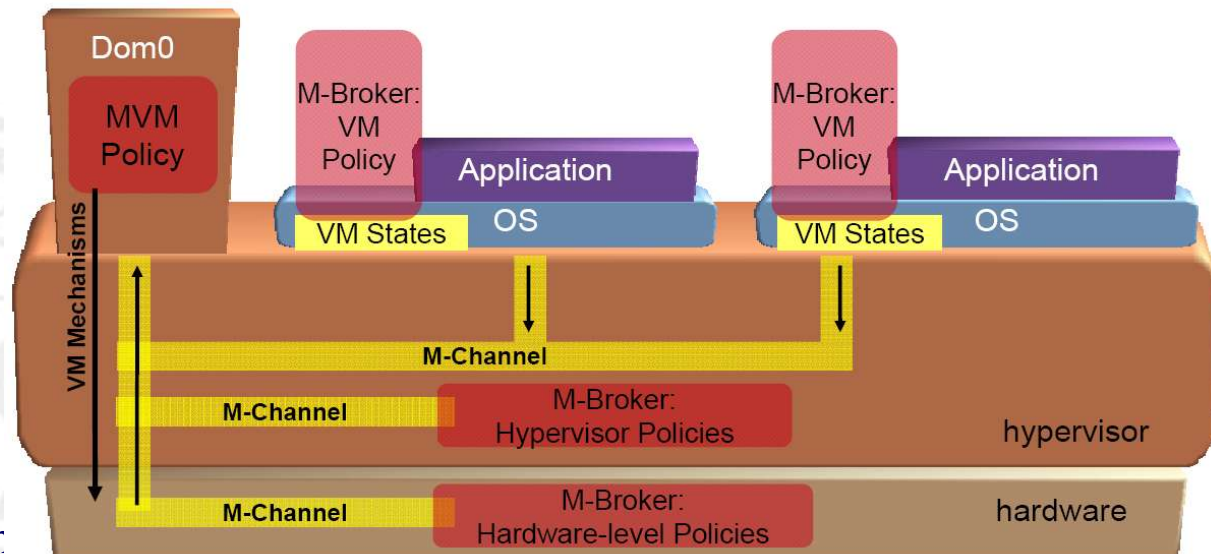 Dom0
MVM
Policy
M-Broker:
VM
Policy
Application
OS
VM States
M-Broker:
VM
Policy
Application
OS
VM States
VM Mechanisms
M-Channel
M-Channel
M-Broker:
Hypervisor Policies
hypervisor
M-Channel
M-Broker:
Hardware-level Policies
hardware